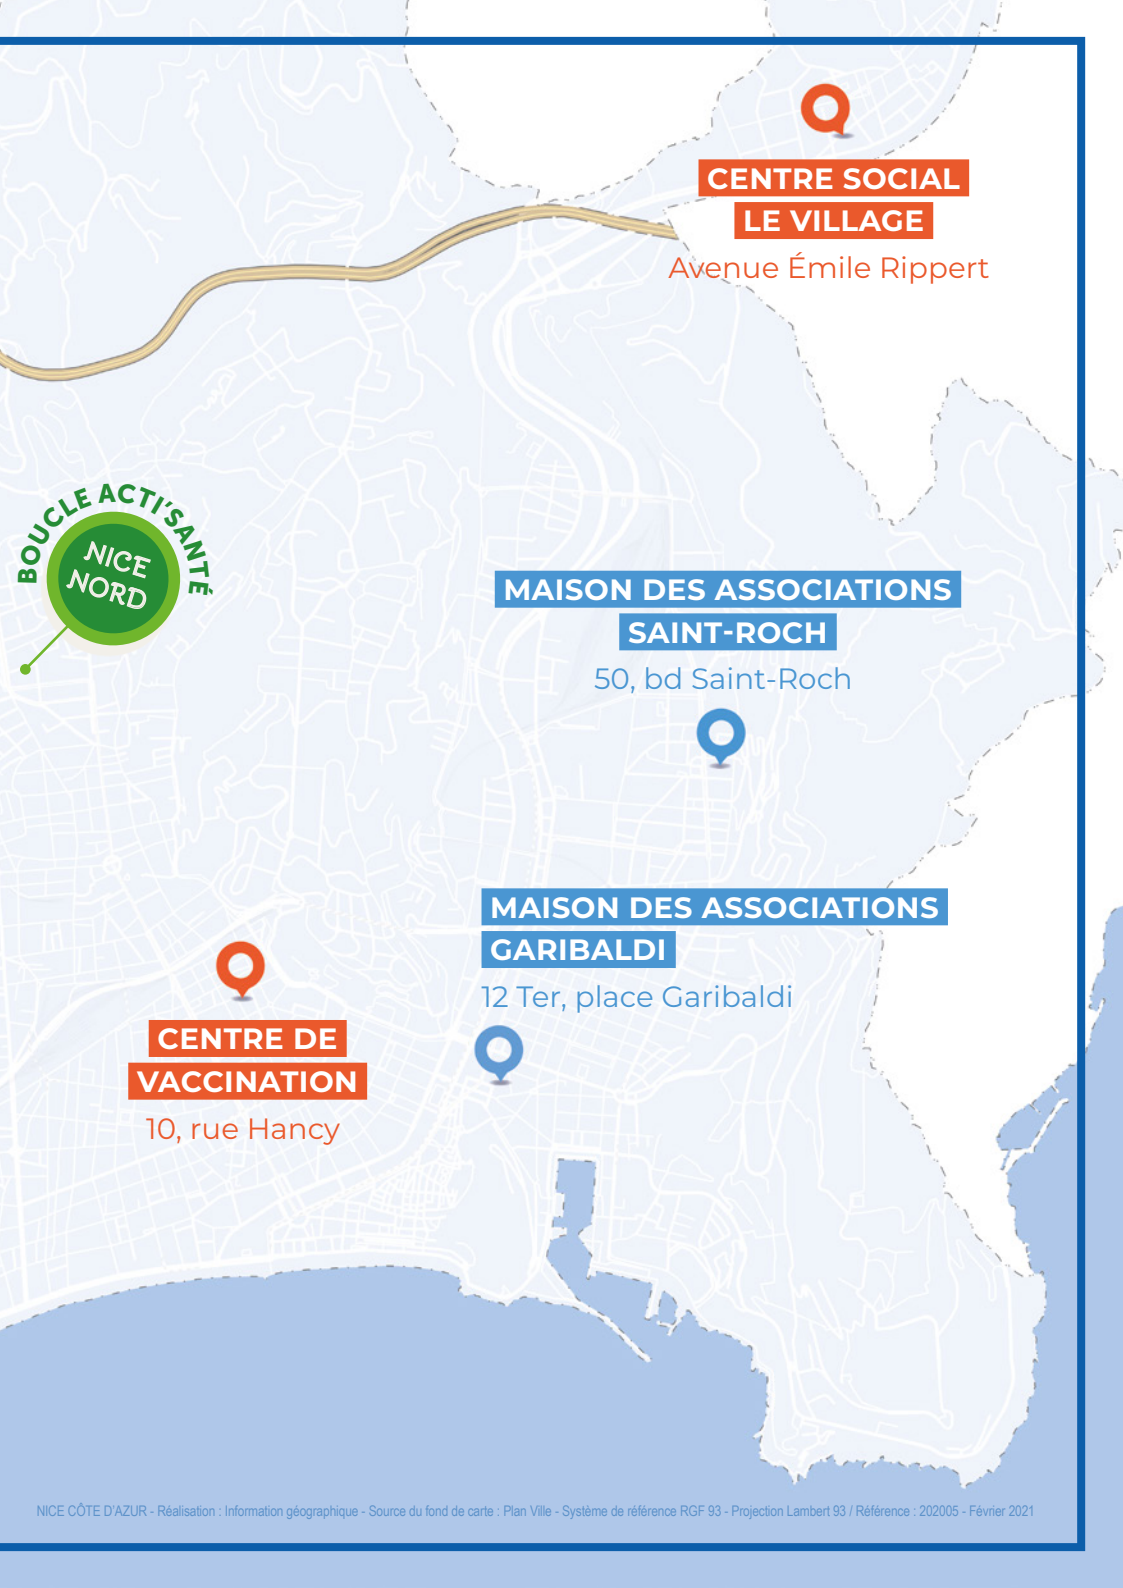 CENTRE SOCIAL
LE VILLAGE
Avenue Émile Rippert
BOUCLE ACTI'SANTÉ
NICE
NORD
MAISON DES ASSOCIATIONS
SAINT-ROCH
50, bd Saint-Roch
MAISON DES ASSOCIATIONS
GARIBALDI
12 Ter, place Garibaldi
CENTRE DE
VACCINATION
10, rue Hancy
NICE CÔTE D'AZUR - Réalisation : Information géographique - Source du fond de carte : Plan Ville - Système de référence RGF 93 - Projection Lambert 93 / Référence : 202005 - Février 2021